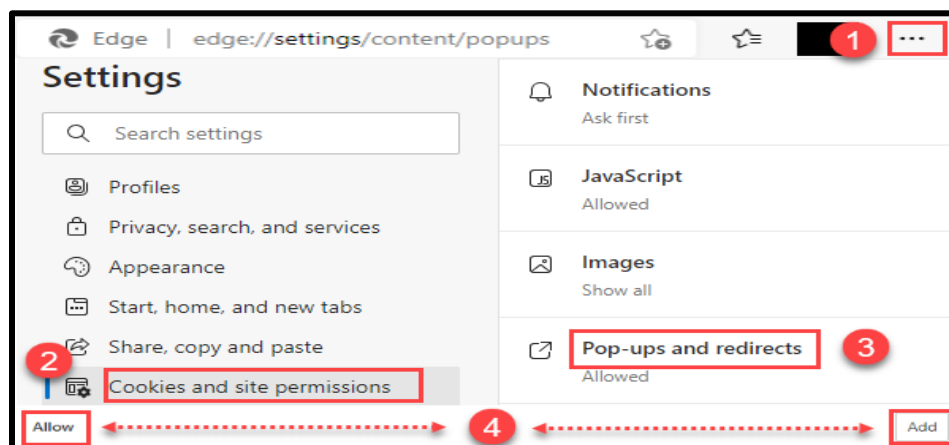 Edge | edge://settings/content/popups 1 ...
Settings
Search settings
Profiles
Privacy, search, and services
Appearance
Start, home, and new tabs
Share, copy and paste
2
Cookies and site permissions
Notifications
Ask first
JS JavaScript
Allowed
Images
Show all
Pop-ups and redirects 3
Allowed
Allow 4 Add